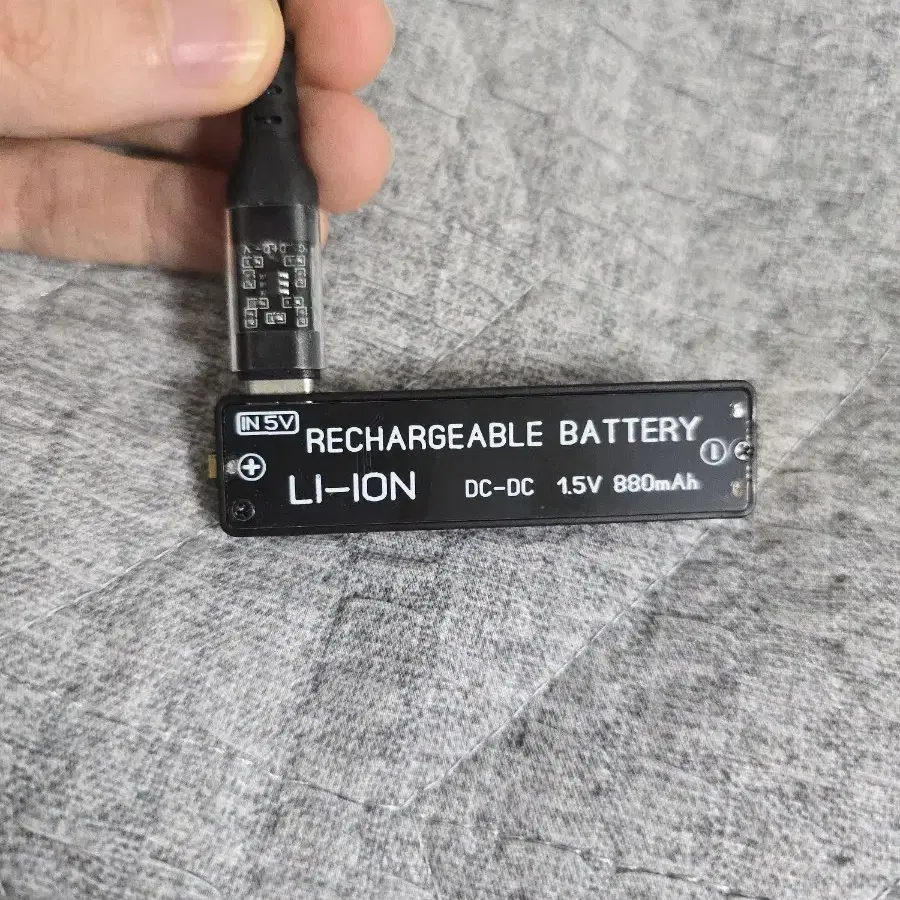 IN 5V
RECHARGEABLE BATTERY
LI-ION DC-DC 1.5V 880mAh